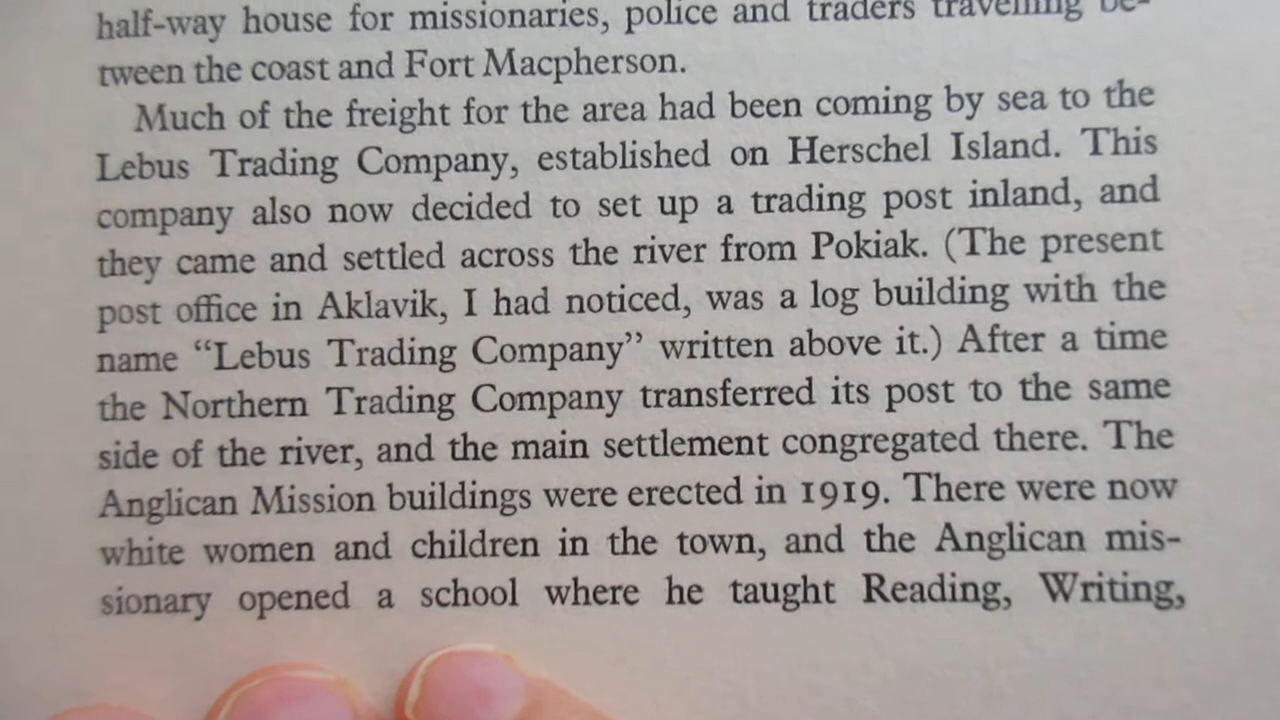 half-way house for missionaries, police and traders travelling be-
tween the coast and Fort Macpherson.
Much of the freight for the area had been coming by sea to the
Lebus Trading Company, established on Herschel Island. This
company also now decided to set up a trading post inland, and
they came and settled across the river from Pokiak. (The present
post office in Aklavik, I had noticed, was a log building with the
name “Lebus Trading Company” written above it.) After a time
the Northern Trading Company transferred its post to the same
side of the river, and the main settlement congregated there. The
Anglican Mission buildings were erected in 1919. There were now
white women and children in the town, and the Anglican mis-
sionary opened a school where he taught Reading, Writing,